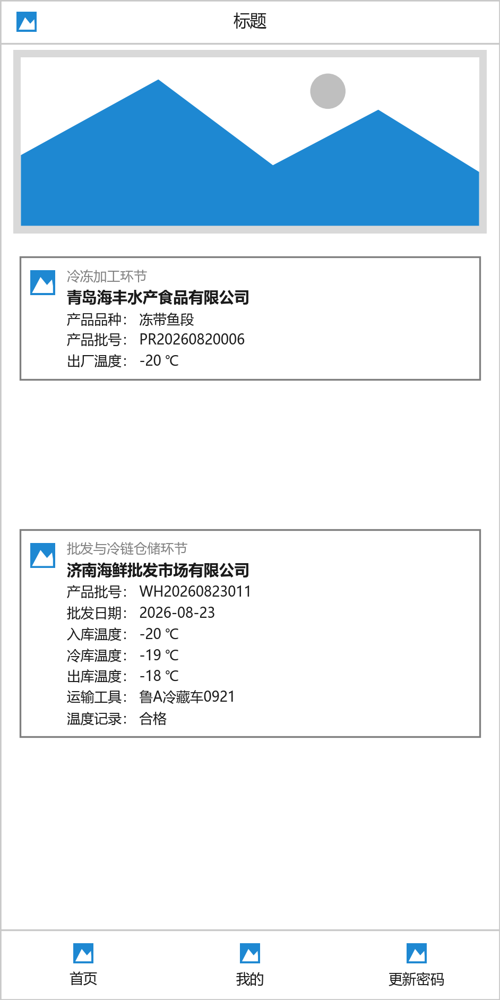 标题
冷冻加工环节
青岛海丰水产食品有限公司
产品品种： 冻带鱼段
产品批号： PR20260820006
出厂温度： -20 ℃
批发与冷链仓储环节
济南海鲜批发市场有限公司
产品批号： WH20260823011
批发日期： 2026-08-23
入库温度： -20 ℃
冷库温度： -19 ℃
出库温度： -18 ℃
运输工具： 鲁A冷藏车0921
温度记录： 合格
首页
我的
更新密码